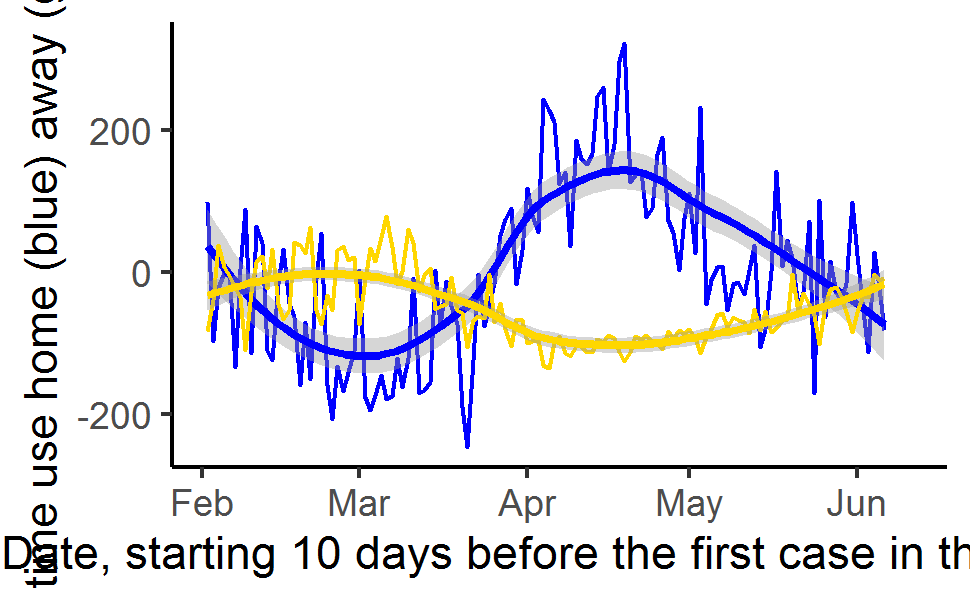 time use home (blue) away (
200
0
-200
Feb Mar Apr May Jun
Date, starting 10 days before the first case in th